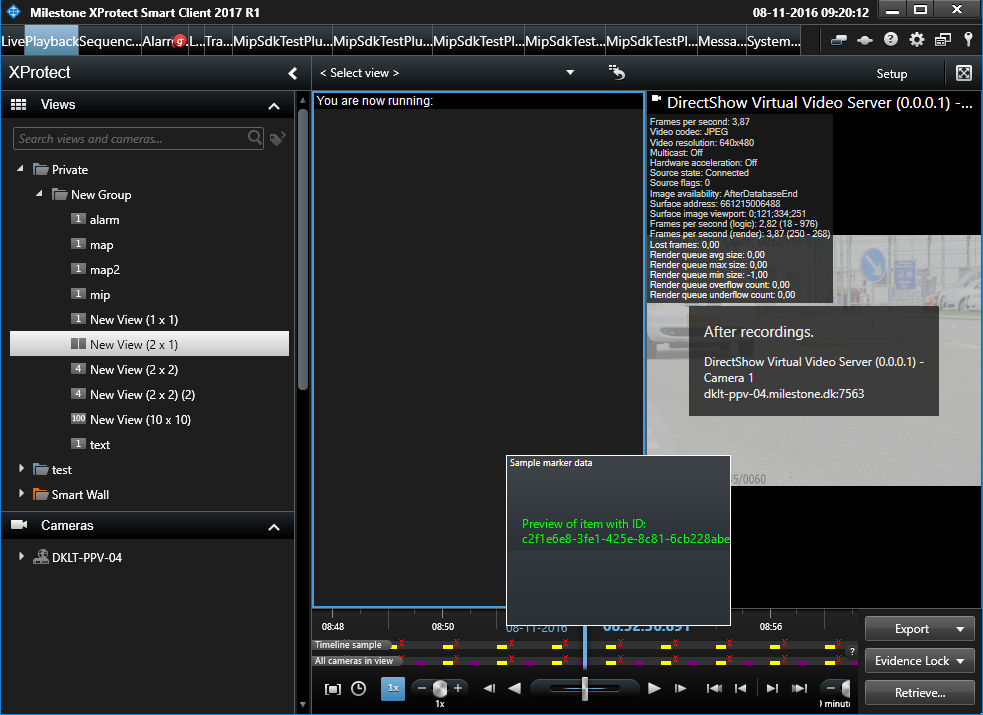 Milestone XProtect Smart Client 2017 R1
08-11-2016 09:20:12
Live Playback Sequenc... Alarm 9 L... Tra... MipSdkTestPlu... MipSdkTestPlu... MipSdkTestPl... MipSdkTest... MipSdkTestPl... Messa... System...
XProtect
< Select view >
Setup
Views
Search views and cameras...
Private
New Group
1 alarm
1 map
1 map2
1 mip
1 New View (1 x 1)
New View (2 x 1)
4 New View (2 x 2)
4 New View (2 x 2) (2)
100 New View (10 x 10)
1 text
test
Smart Wall
Cameras
DKLT-PPV-04
You are now running:
DirectShow Virtual Video Server (0.0.0.1) -...
Frames per second: 3,87
Video codec: JPEG
Video resolution: 640x480
Multicast: Off
Hardware acceleration: Off
Source state: Connected
Source flags: 0
Image availability: AfterDatabaseEnd
Surface address: 661215006488
Surface image viewport: 0;121;334;251
Frames per second (logic): 2,82 (18 - 976)
Frames per second (render): 3,87 (250 - 268)
Lost frames: 0,00
Render queue avg size: 0,00
Render queue max size: 0,00
Render queue min size: -1,00
Render queue overflow count: 0,00
Render queue underflow count: 0,00
After recordings.
DirectShow Virtual Video Server (0.0.0.1) -
Camera 1
dklt-ppv-04.milestone.dk:7563
5/0060
Sample marker data
Preview of item with ID:
c2f1e6e8-3fe1-425e-8c81-6cb228abe
08:48
08:50
08-11-2016
08:52:56.891
08:56
Timeline sample
All cameras in view
?
1x
1x
minut
Export
Evidence Lock
Retrieve...